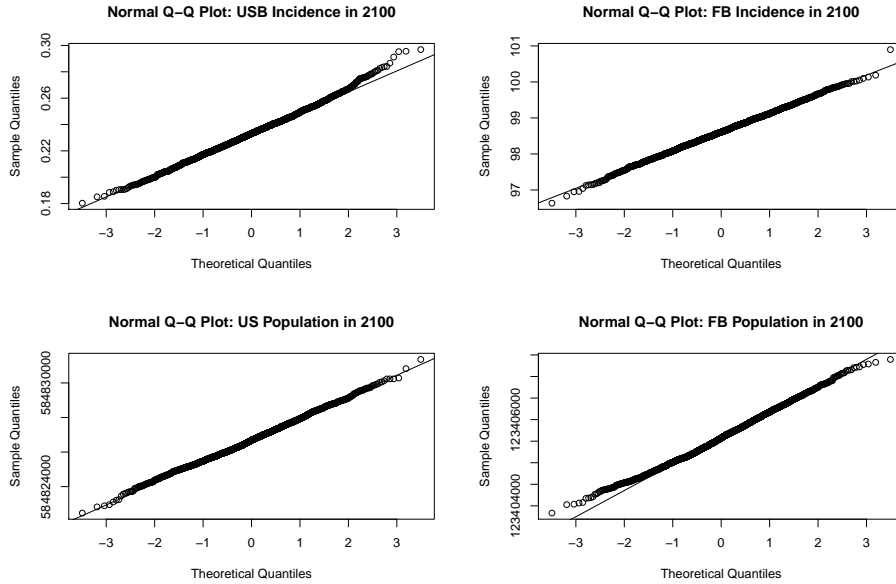 Normal Q−Q Plot: USB Incidence in 2100
Sample Quantiles
0.30
0.26
0.22
0.18
−3 −2 −1 0 1 2 3
Theoretical Quantiles
Normal Q−Q Plot: FB Incidence in 2100
Sample Quantiles
101
100
99
98
97
−3 −2 −1 0 1 2 3
Theoretical Quantiles
Normal Q−Q Plot: US Population in 2100
Sample Quantiles
584830000
584824000
−3 −2 −1 0 1 2 3
Theoretical Quantiles
Normal Q−Q Plot: FB Population in 2100
Sample Quantiles
123406000
123404000
−3 −2 −1 0 1 2 3
Theoretical Quantiles